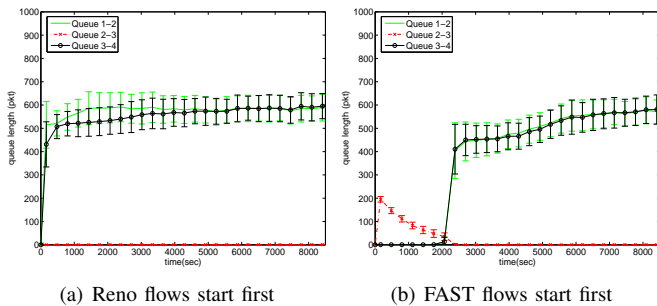 1000
900
800
700
600
500
400
300
200
100
0
queue length (pkt)
Queue 1−2
Queue 2−3
Queue 3−4
0 1000 2000 3000 4000 5000 6000 7000 8000
time(sec)
(a) Reno flows start first
1000
900
800
700
600
500
400
300
200
100
0
queue length (pkt)
Queue 1−2
Queue 2−3
Queue 3−4
0 1000 2000 3000 4000 5000 6000 7000 8000
time(sec)
(b) FAST flows start first